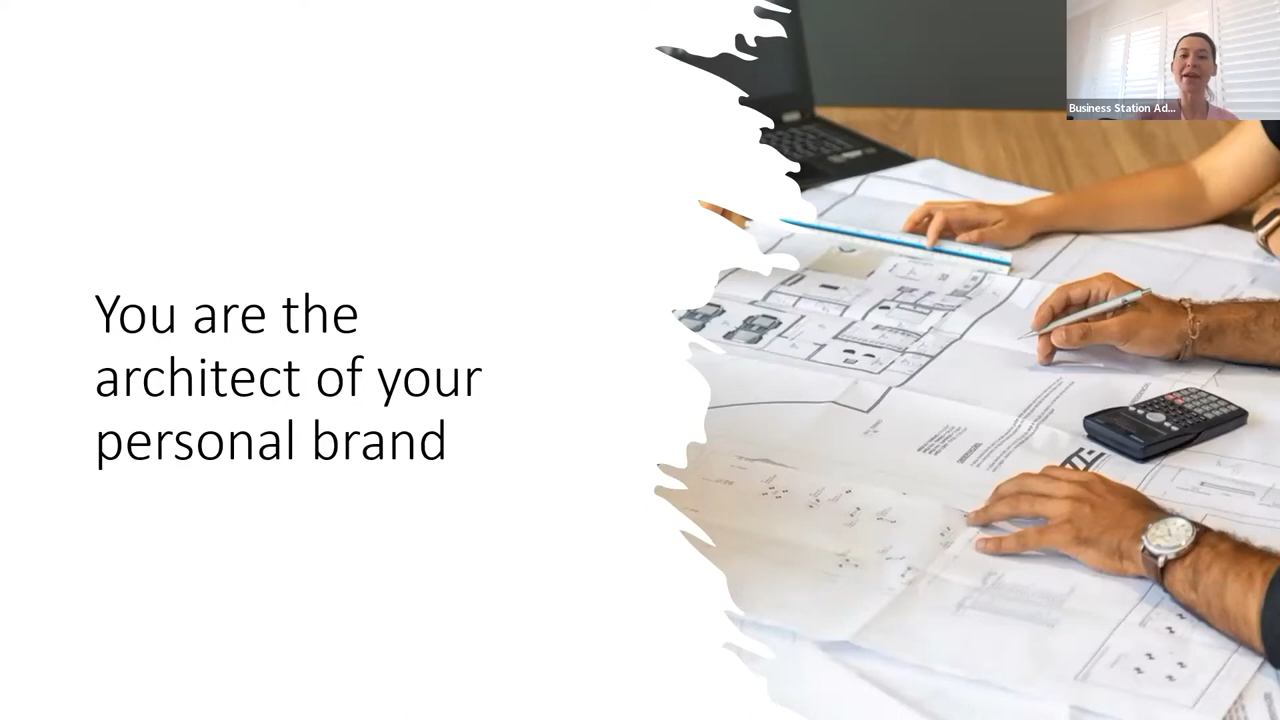 Business Station Ad...
You are the
architect of your
personal brand